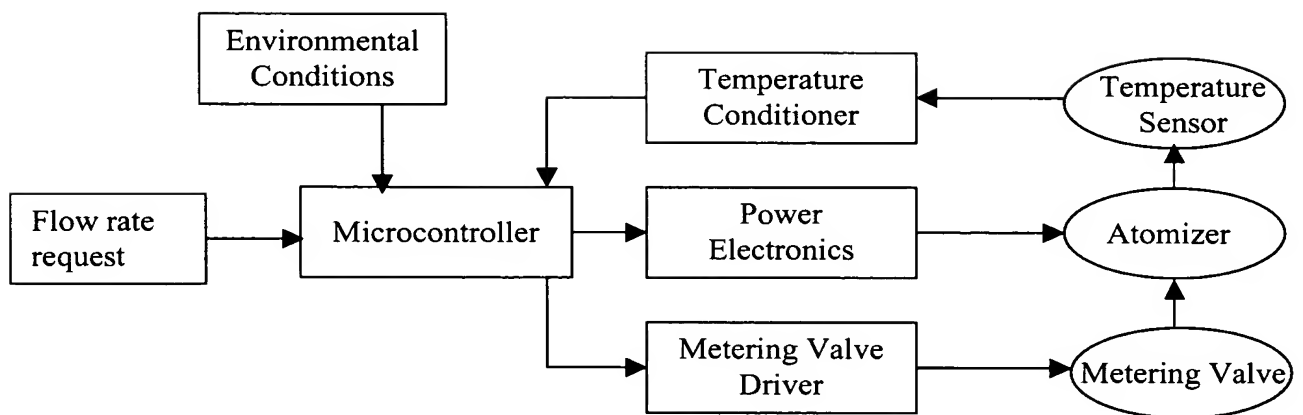 Environmental
Conditions
Temperature
Conditioner
Temperature
Sensor
Flow rate
request
Microcontroller
Power
Electronics
Atomizer
Metering Valve
Driver
Metering Valve